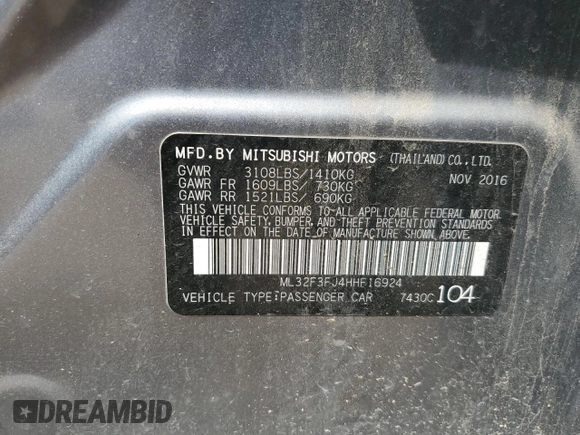 MFD.BY MITSUBISHI MOTORS (THAILAND) CO.,LTD.
GVWR 3108LBS/1410KG NOV 2016
GAWR FR 1609LBS/ 730KG
GAWR RR 1521LBS/ 690KG
THIS VEHICLE CONFORMS TO ALL APPLICABLE FEDERAL MOTOR
VEHICLE SAFETY, BUMPER, AND THEFT PREVENTION STANDARDS
IN EFFECT ON THE DATE OF MANUFACTURE SHOWN ABOVE.
ML32F3FJ4HHF16924
VEHICLE TYPE:PASSENGER CAR 7430C 104
DREAMBID